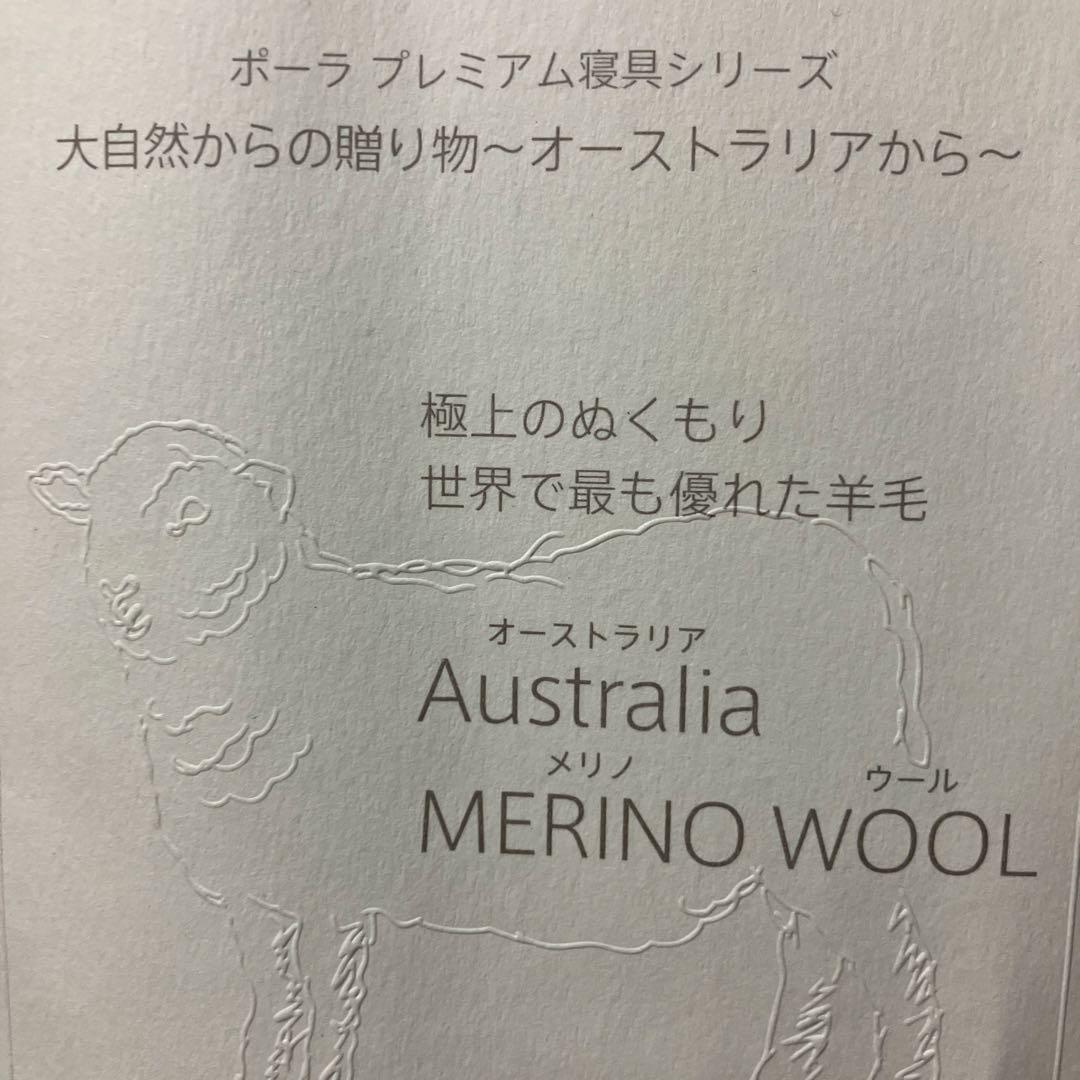 ポーラ プレミアム寝具シリーズ
大自然からの贈り物～オーストラリアから～
極上のぬくもり
世界で最も優れた羊毛
オーストラリア
Australia
メリノ ウール
MERINO WOOL